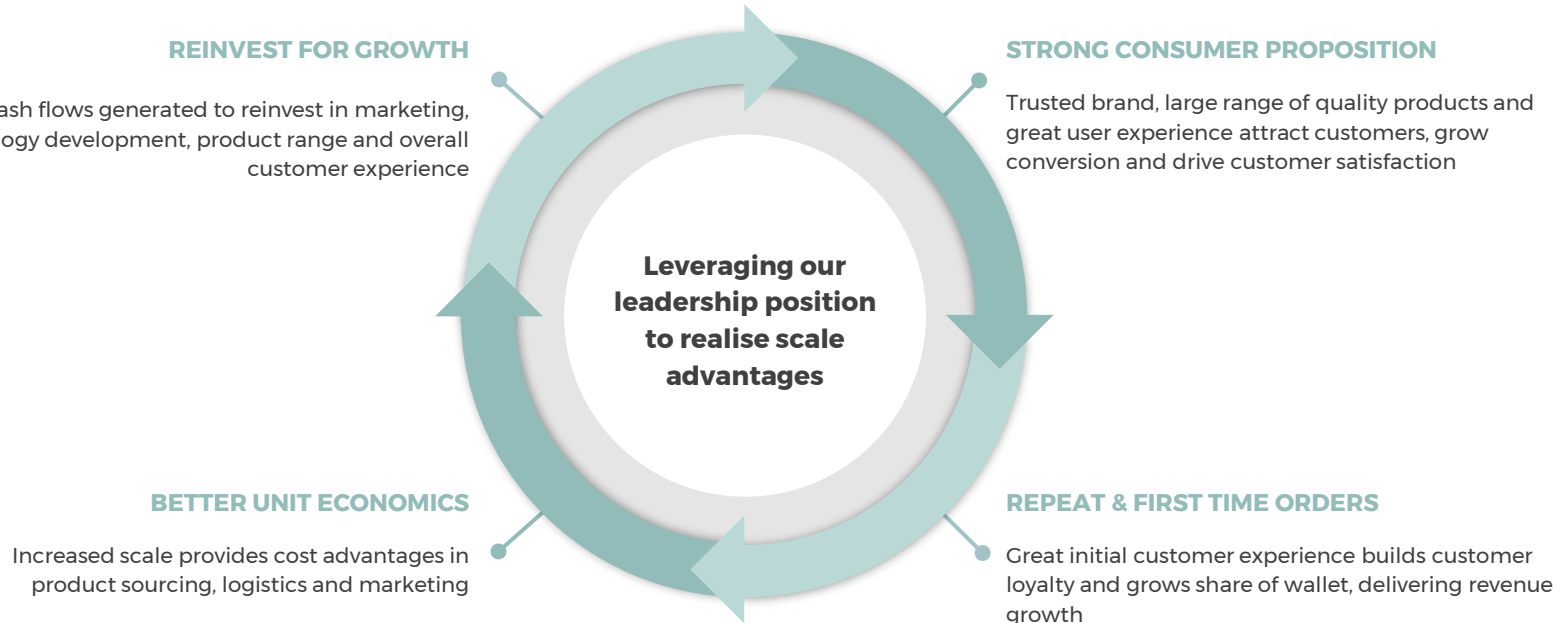 REINVEST FOR GROWTH
ash flows generated to reinvest in marketing,
ogy development, product range and overall
customer experience
STRONG CONSUMER PROPOSITION
Trusted brand, large range of quality products and
great user experience attract customers, grow
conversion and drive customer satisfaction
Leveraging our
leadership position
to realise scale
advantages
BETTER UNIT ECONOMICS
Increased scale provides cost advantages in
product sourcing, logistics and marketing
REPEAT & FIRST TIME ORDERS
Great initial customer experience builds customer
loyalty and grows share of wallet, delivering revenue
growth